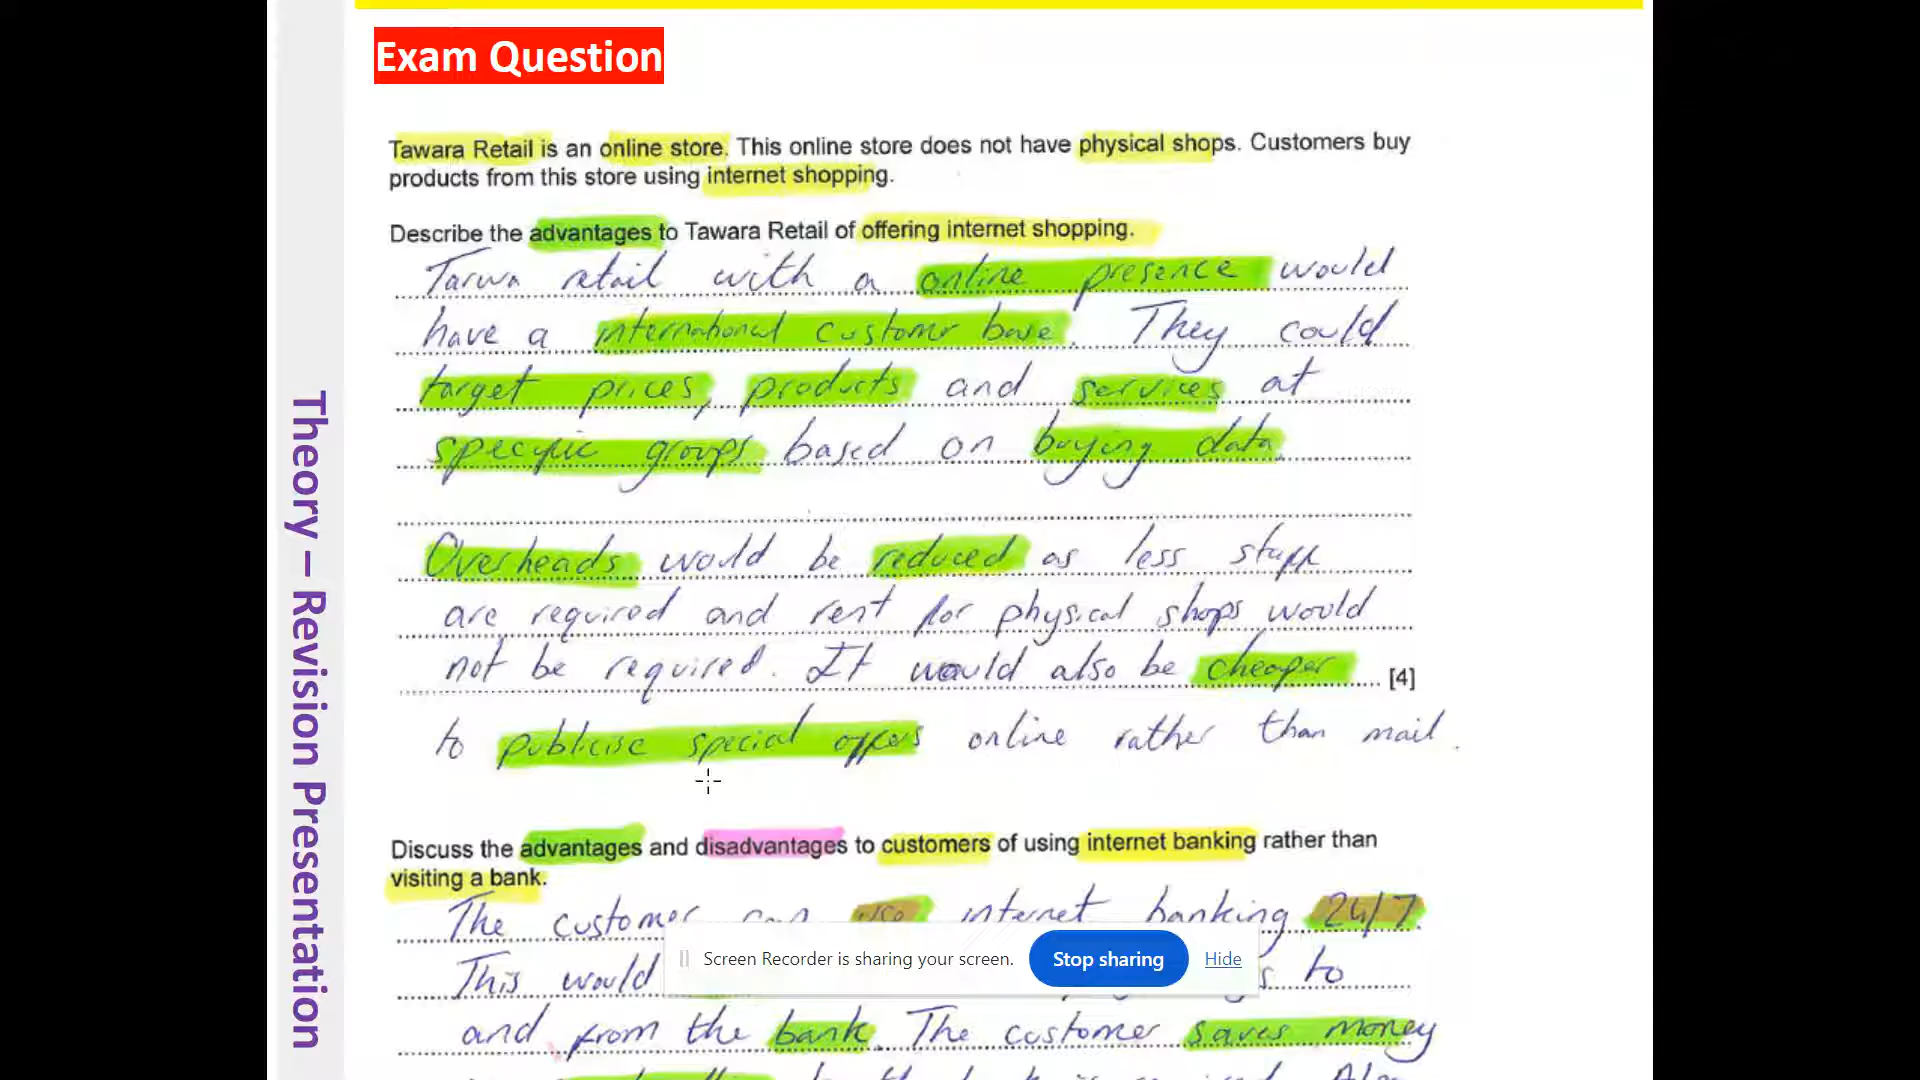 Exam Question
Theory – Revision Presentation
Tawara Retail is an online store. This online store does not have physical shops. Customers buy
products from this store using internet shopping.
Describe the advantages to Tawara Retail of offering internet shopping.
Tarwa retail with a online presence would
have a international customer base. They could
target prices, products and services at
specific groups based on buying data.
Overheads would be reduced as less staff
are required and rent for physical shops would
not be required. It would also be cheaper
[4]
to publicise special offers online rather than mail.
Discuss the advantages and disadvantages to customers of using internet banking rather than
visiting a bank.
The customer can use internet banking 24/7.
This would to
and from the bank. The customer saves money
Screen Recorder is sharing your screen.
Stop sharing
Hide